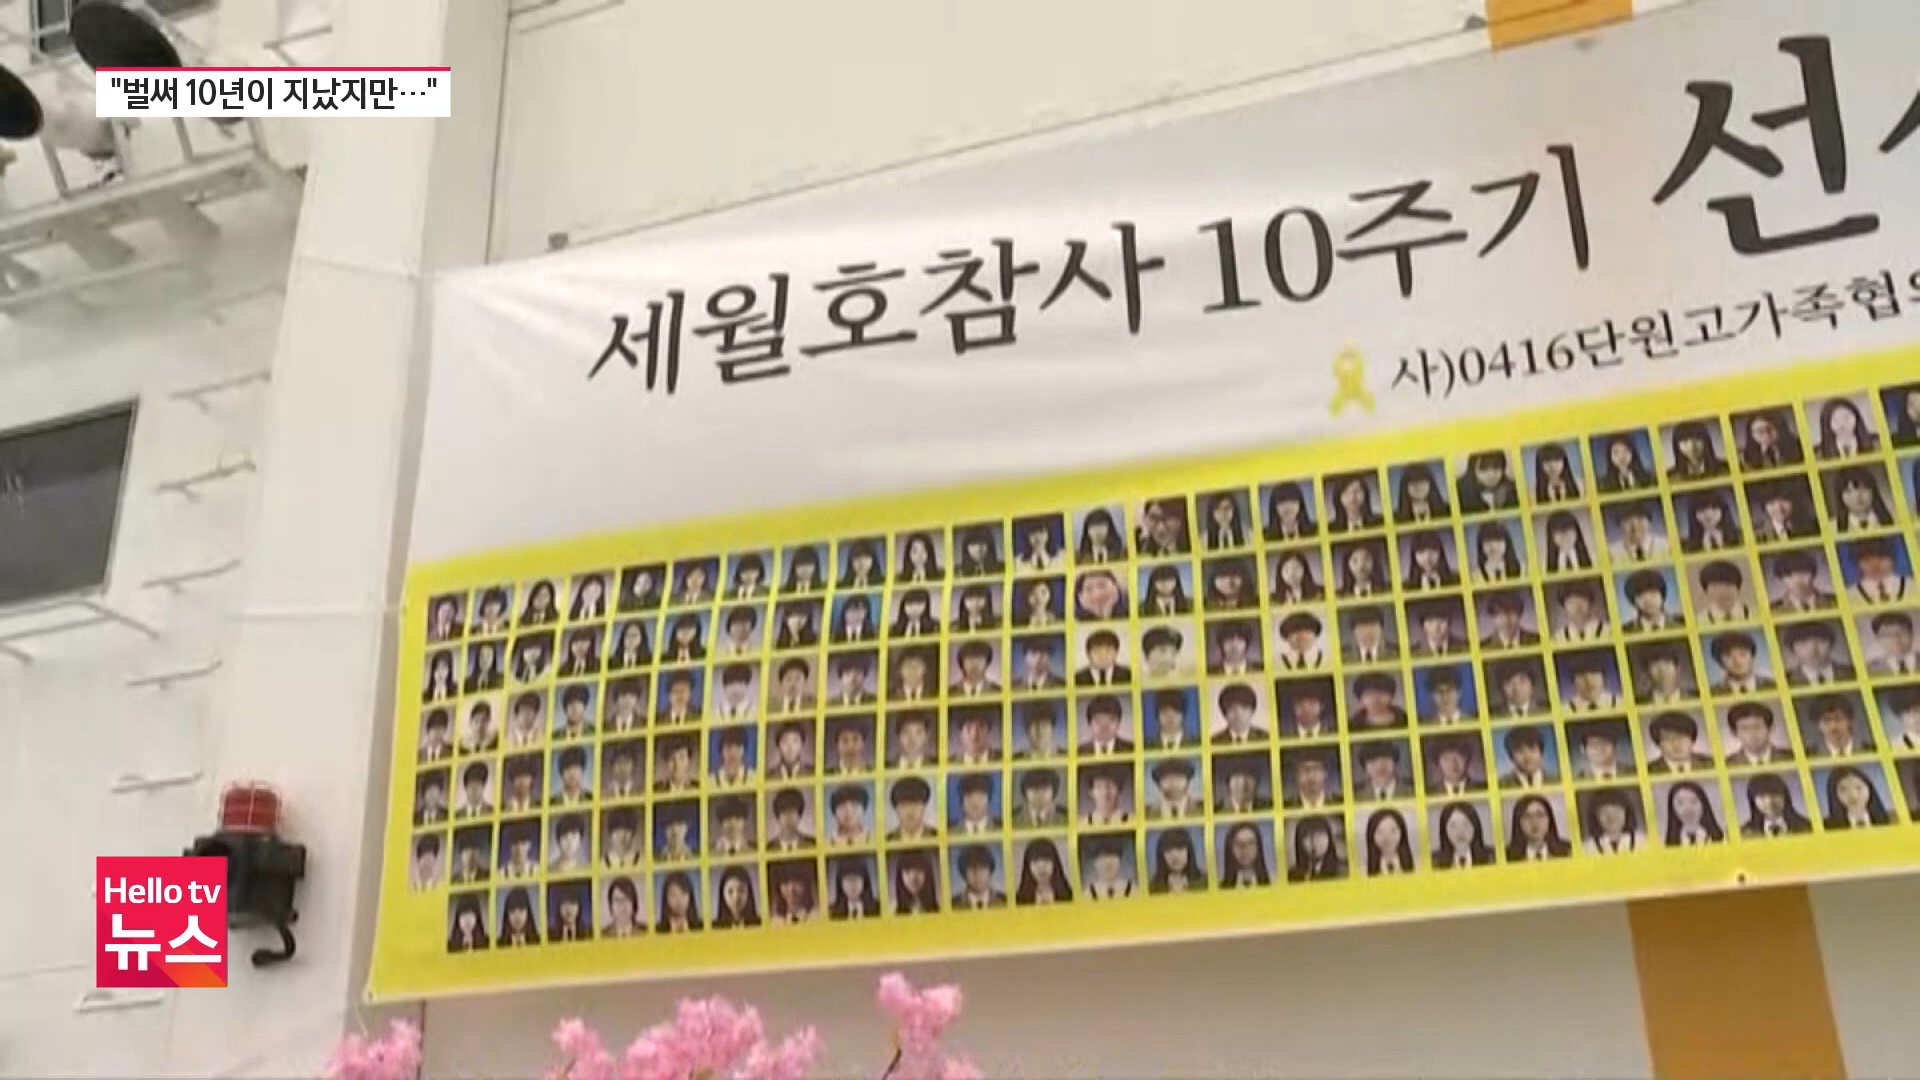 "벌써 10년이 지났지만…"
세월호참사 10주기 선
사)0416단원고가족협
Hello tv
뉴스